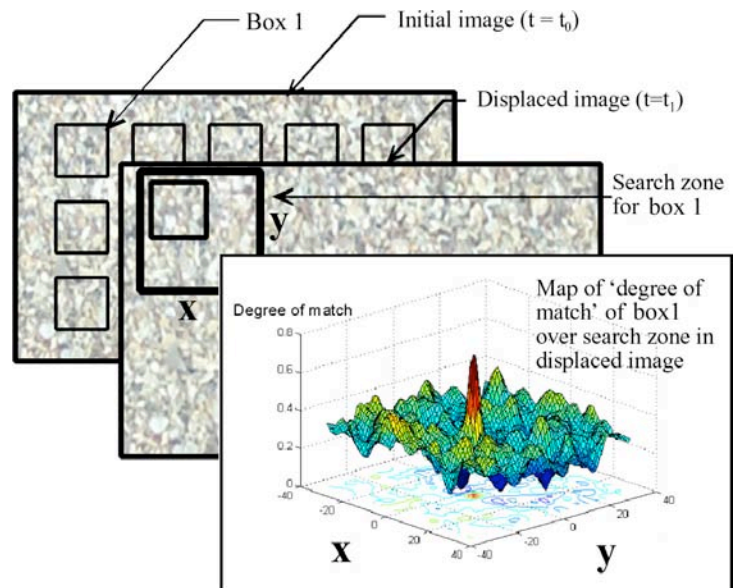 Box 1
Initial image (t = t₀)
Displaced image (t=t₁)
Search zone
for box 1
y
x
Degree of match
Map of ‘degree of
match’ of box1
over search zone in
displaced image
0.8
0.6
0.4
0.2
0
-40
-20
0
20
40
-40
-20
0
20
40
x
y